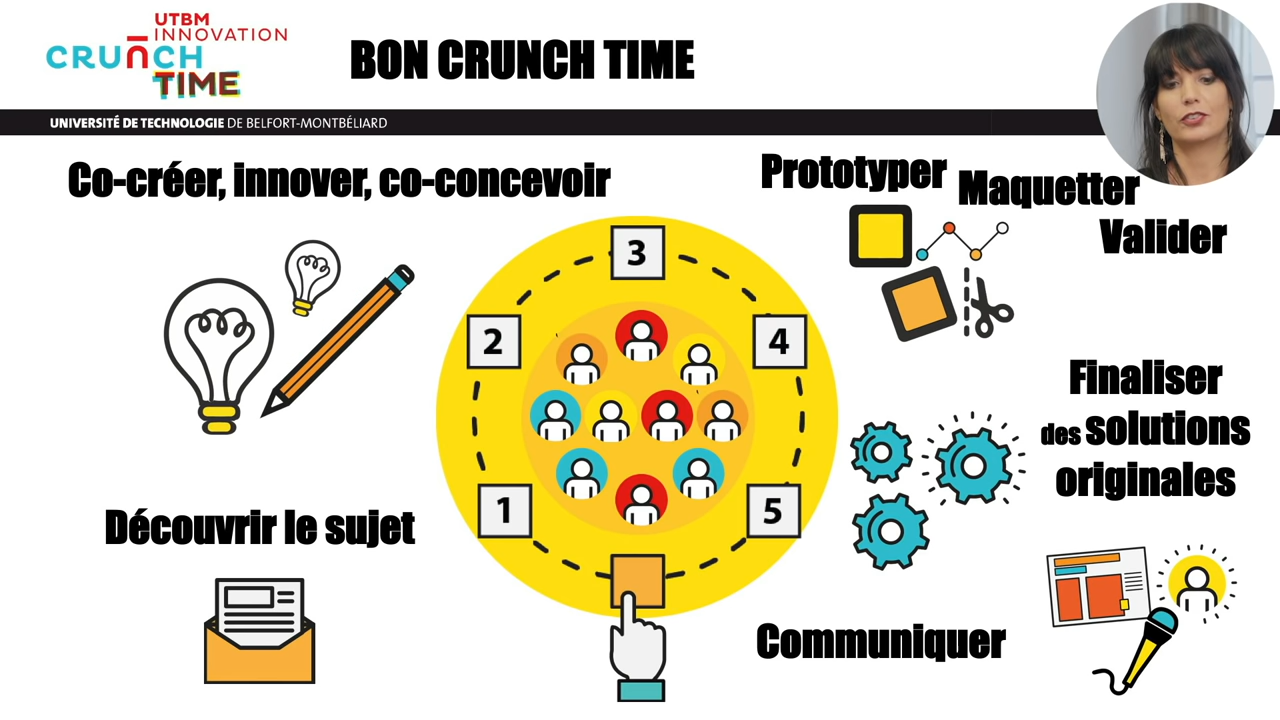 UTBM
INNOVATION
CRUNCH
TIME
BON CRUNCH TIME
UNIVERSITÉ DE TECHNOLOGIE DE BELFORT-MONTBÉLIARD
Co-créer, innover, co-concevoir
Prototyper
Maquetter
Valider
3
2
4
1
5
Finaliser
des solutions
originales
Découvrir le sujet
Communiquer